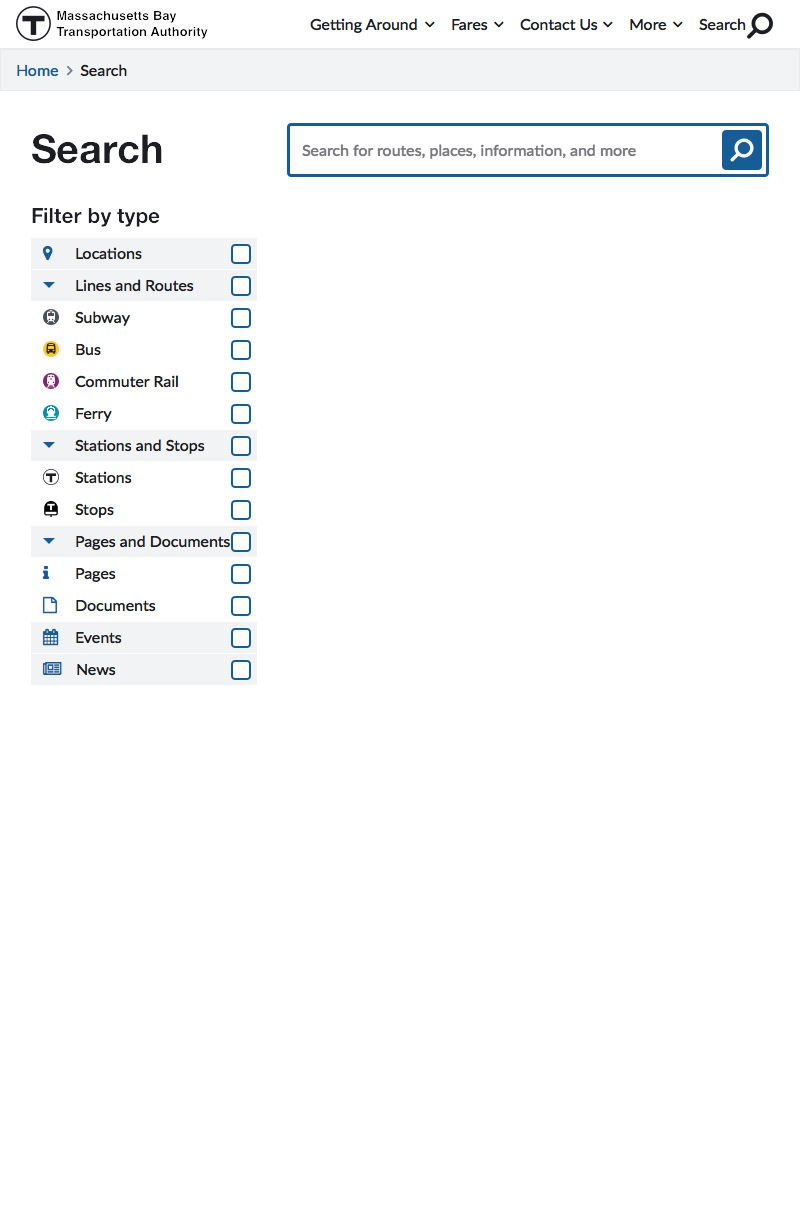 Massachusetts Bay
Transportation Authority
Getting Around
Fares
Contact Us
More
Search
Home > Search
Search
Search for routes, places, information, and more
Filter by type
Locations
Lines and Routes
Subway
Bus
Commuter Rail
Ferry
Stations and Stops
Stations
Stops
Pages and Documents
Pages
Documents
Events
News